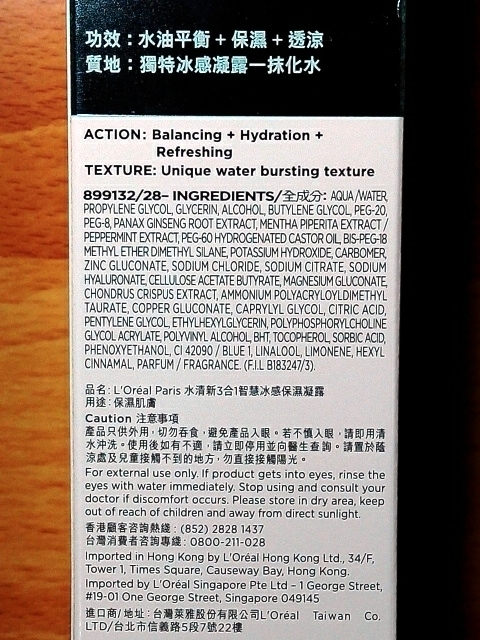 功效：水油平衡 + 保濕 + 透涼
質地：獨特冰感凝露一抹化水
ACTION: Balancing + Hydration +
Refreshing
TEXTURE: Unique water bursting texture
899132/28– INGREDIENTS/全成分: AQUA /WATER,
PROPYLENE GLYCOL, GLYCERIN, ALCOHOL, BUTYLENE GLYCOL, PEG-20,
PEG-8, PANAX GINSENG ROOT EXTRACT, MENTHA PIPERITA EXTRACT /
PEPPERMINT EXTRACT, PEG-60 HYDROGENATED CASTOR OIL, BIS-PEG-18
METHYL ETHER DIMETHYL SILANE, POTASSIUM HYDROXIDE, CARBOMER,
ZINC GLUCONATE, SODIUM CHLORIDE, SODIUM CITRATE, SODIUM
HYALURONATE, CELLULOSE ACETATE BUTYRATE, MAGNESIUM GLUCONATE,
CHONDRUS CRISPUS EXTRACT, AMMONIUM POLYACRYLOYLDIMETHYL
TAURATE, COPPER GLUCONATE, CAPRYLYL GLYCOL, CITRIC ACID,
PENTYLENE GLYCOL, ETHYLHEXYLGLYCERIN, POLYPHOSPHORYLCHOLINE
GLYCOL ACRYLATE, POLYVINYL ALCOHOL, BHT, TOCOPHEROL, SORBIC ACID,
PHENOXYETHANOL, CI 42090 / BLUE 1, LINALOOL, LIMONENE, HEXYL
CINNAMAL, PARFUM / FRAGRANCE. (F.I.L B183247/3).
品名: L'Oréal Paris 水清新3合1智慧冰感保濕凝露
用途: 保濕肌膚
Caution 注意事項
產品只供外用，切勿吞食，避免產品入眼。若不慎入眼，請即用清
水沖洗。使用後如有不適，請立即停用並向醫生查詢。請置於蔭
涼處及兒童接觸不到的地方，勿直接接觸陽光。
For external use only. If product gets into eyes, rinse the
eyes with water immediately. Stop using and consult your
doctor if discomfort occurs. Please store in dry area, keep
out of reach of children and away from direct sunlight.
香港顧客咨詢熱綫: (852) 2828 1437
台灣消費者咨詢專綫: 0800-211-028
Imported in Hong Kong by L'Oréal Hong Kong Ltd., 34/F,
Tower 1, Times Square, Causeway Bay, Hong Kong.
Imported by L'Oréal Singapore Pte Ltd – 1 George Street,
#19-01 One George Street, Singapore 049145
進口商/地址: 台灣萊雅股份有限公司L'Oréal Taiwan Co.
LTD/台北市信義路5段7號22樓